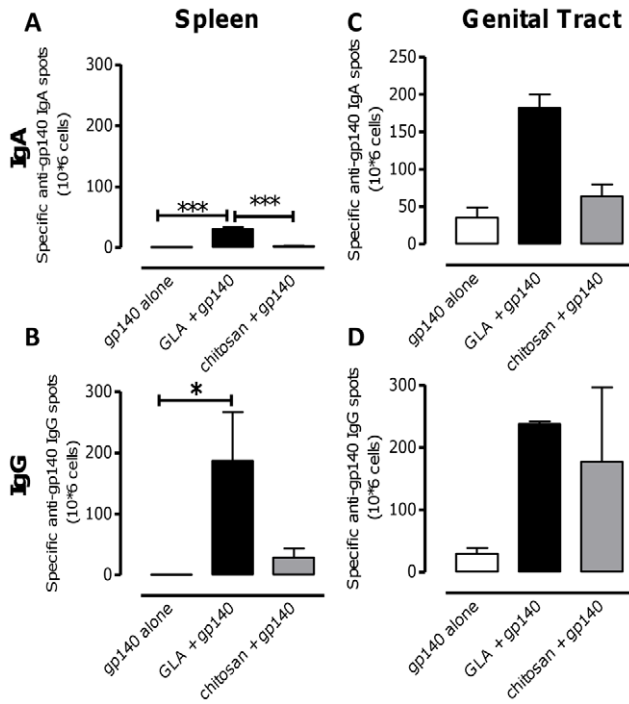 A
Spleen
IgA
Specific anti-gp140 IgA spots
(10*6 cells)
300
200
100
0
***
***
gp140 alone
GLA + gp140
chitosan + gp140
C
Genital Tract
Specific anti-gp140 IgA spots
(10*6 cells)
250
200
150
100
50
0
gp140 alone
GLA + gp140
chitosan + gp140
B
IgG
Specific anti-gp140 IgG spots
(10*6 cells)
300
200
100
0
*
gp140 alone
GLA + gp140
chitosan + gp140
D
Specific anti-gp140 IgG spots
(10*6 cells)
300
200
100
0
gp140 alone
GLA + gp140
chitosan + gp140